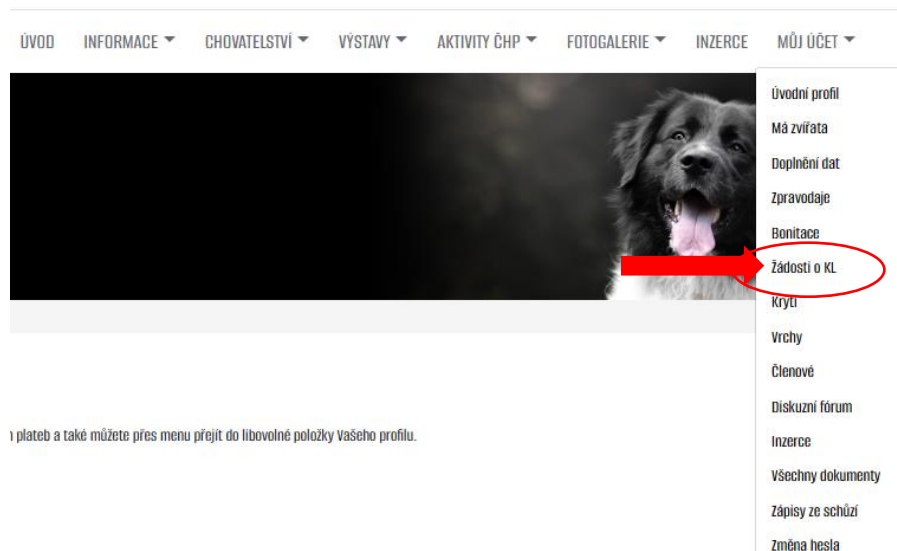 ÚVOD INFORMACE CHOVATELSTVÍ VÝSTAVY AKTIVITY ČHP FOTOGALERIE INZERCE MŮJ ÚČET
Úvodní profil
Má zvířata
Doplnění dat
Zpravodaje
Bonitace
Žádosti o KL
Krytí
Vrchy
Členové
Diskuzní fórum
Inzerce
Všechny dokumenty
Zápisy ze schůzí
Změna hesla
plateb a také můžete přes menu přejít do libovolné položky Vašeho profilu.